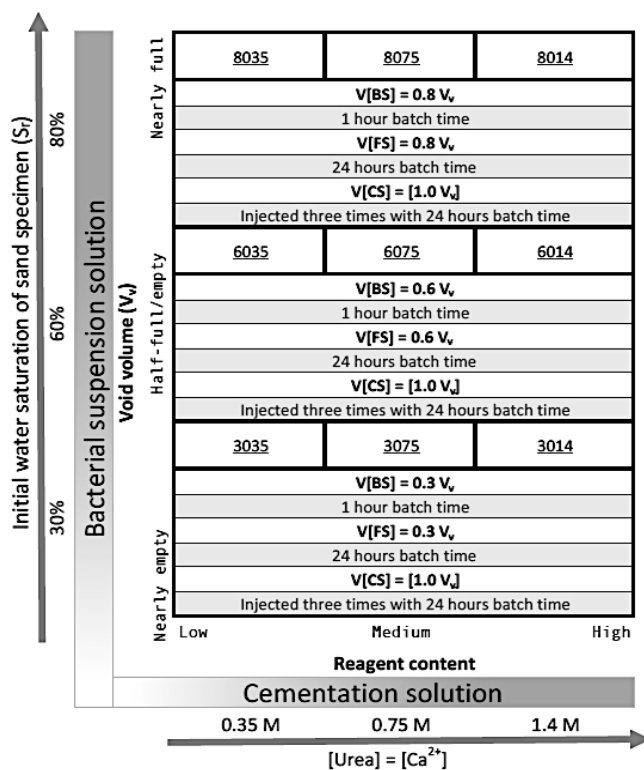 Initial water saturation of sand specimen (Sr)
80%
60%
30%
Bacterial suspension solution
Void volume (Vv)
Nearly full
Half-full/empty
Nearly empty
8035 8075 8014
V[BS] = 0.8 Vv
1 hour batch time
V[FS] = 0.8 Vv
24 hours batch time
V[CS] = [1.0 Vv]
Injected three times with 24 hours batch time
6035 6075 6014
V[BS] = 0.6 Vv
1 hour batch time
V[FS] = 0.6 Vv
24 hours batch time
V[CS] = [1.0 Vv]
Injected three times with 24 hours batch time
3035 3075 3014
V[BS] = 0.3 Vv
1 hour batch time
V[FS] = 0.3 Vv
24 hours batch time
V[CS] = [1.0 Vv]
Injected three times with 24 hours batch time
Low Medium High
Reagent content
Cementation solution
0.35 M 0.75 M 1.4 M
[Urea] = [Ca²⁺]